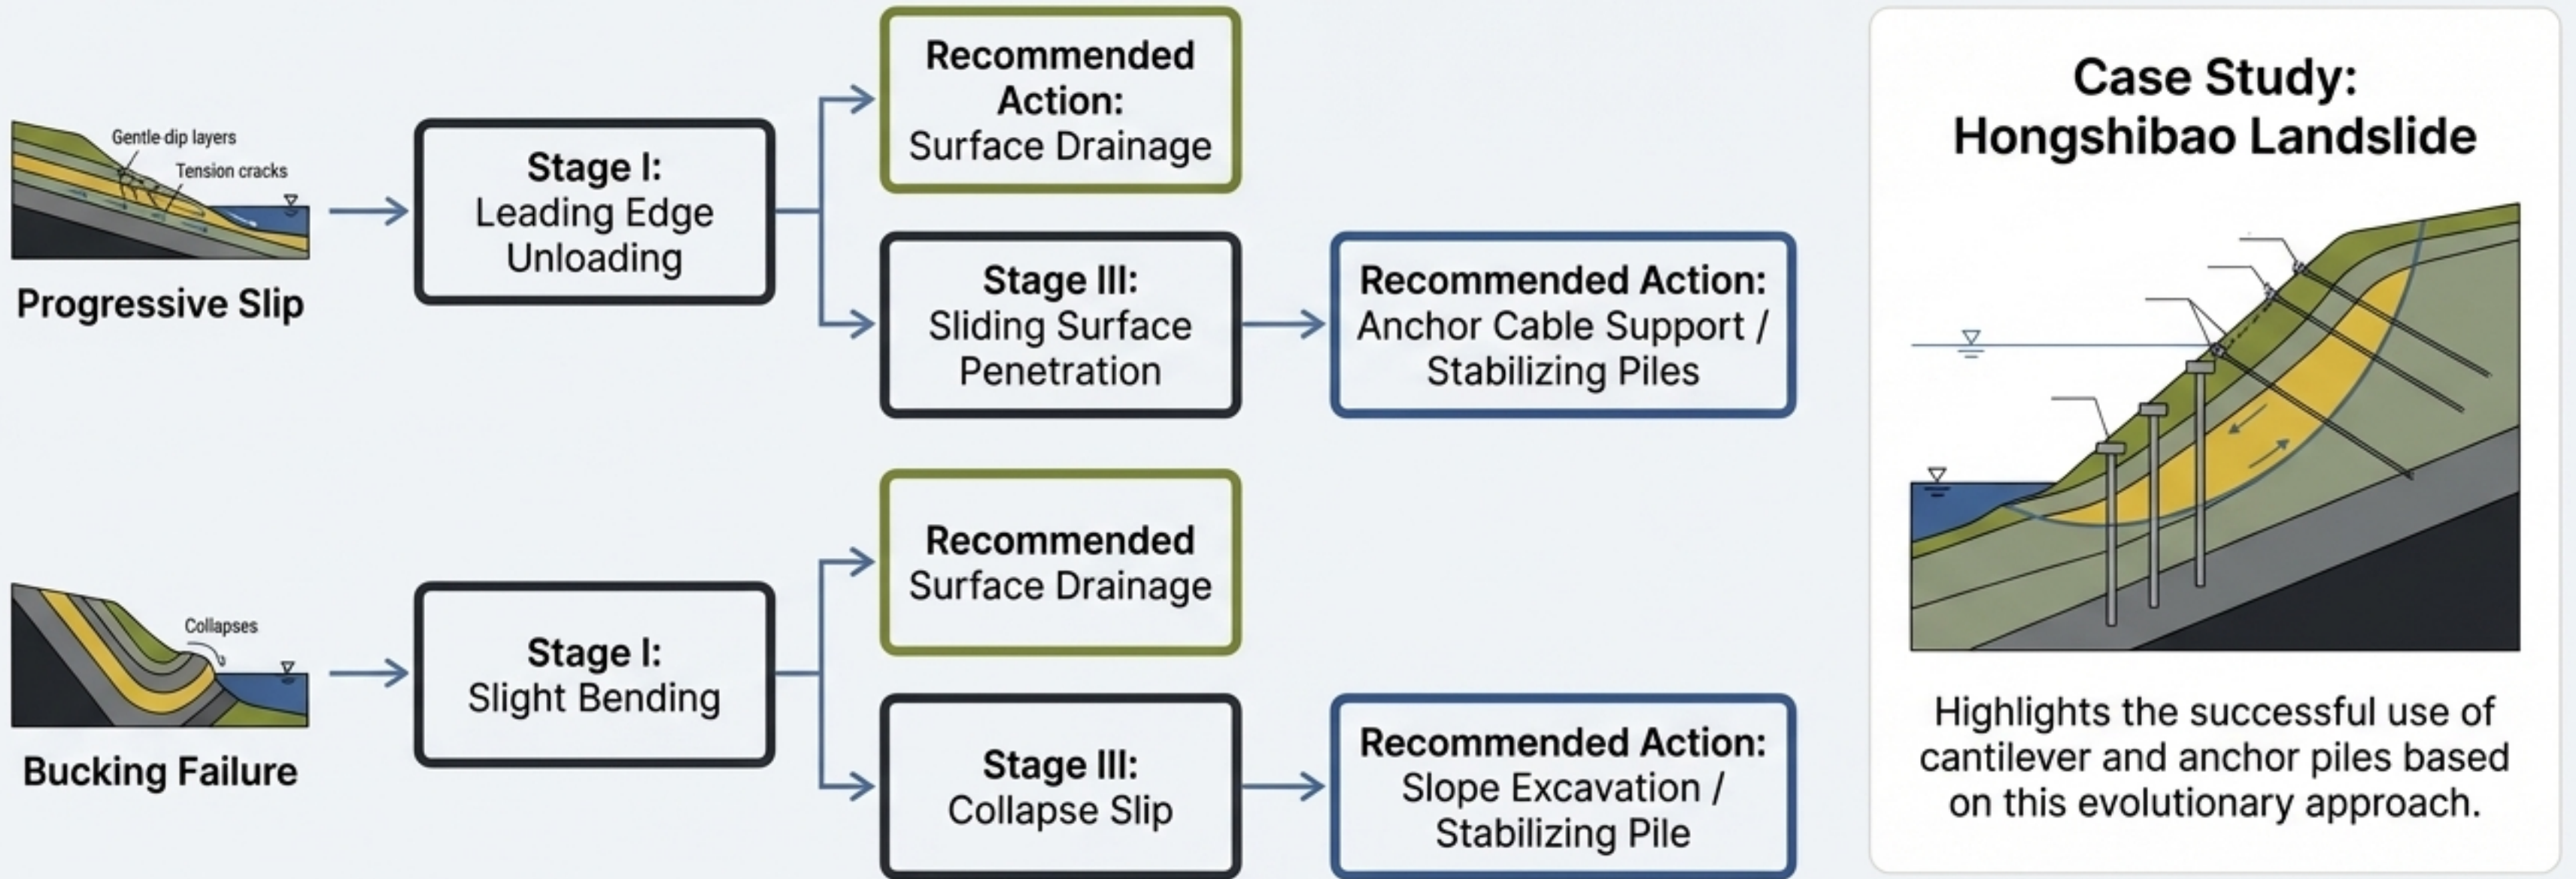 Gentle dip layers
Tension cracks
Progressive Slip
Stage I:
Leading Edge
Unloading
Recommended
Action:
Surface Drainage
Stage III:
Sliding Surface
Penetration
Recommended Action:
Anchor Cable Support /
Stabilizing Piles
Collapses
Bucking Failure
Stage I:
Slight Bending
Recommended
Surface Drainage
Stage III:
Collapse Slip
Recommended Action:
Slope Excavation /
Stabilizing Pile
Case Study:
Hongshibao Landslide
Highlights the successful use of
cantilever and anchor piles based
on this evolutionary approach.